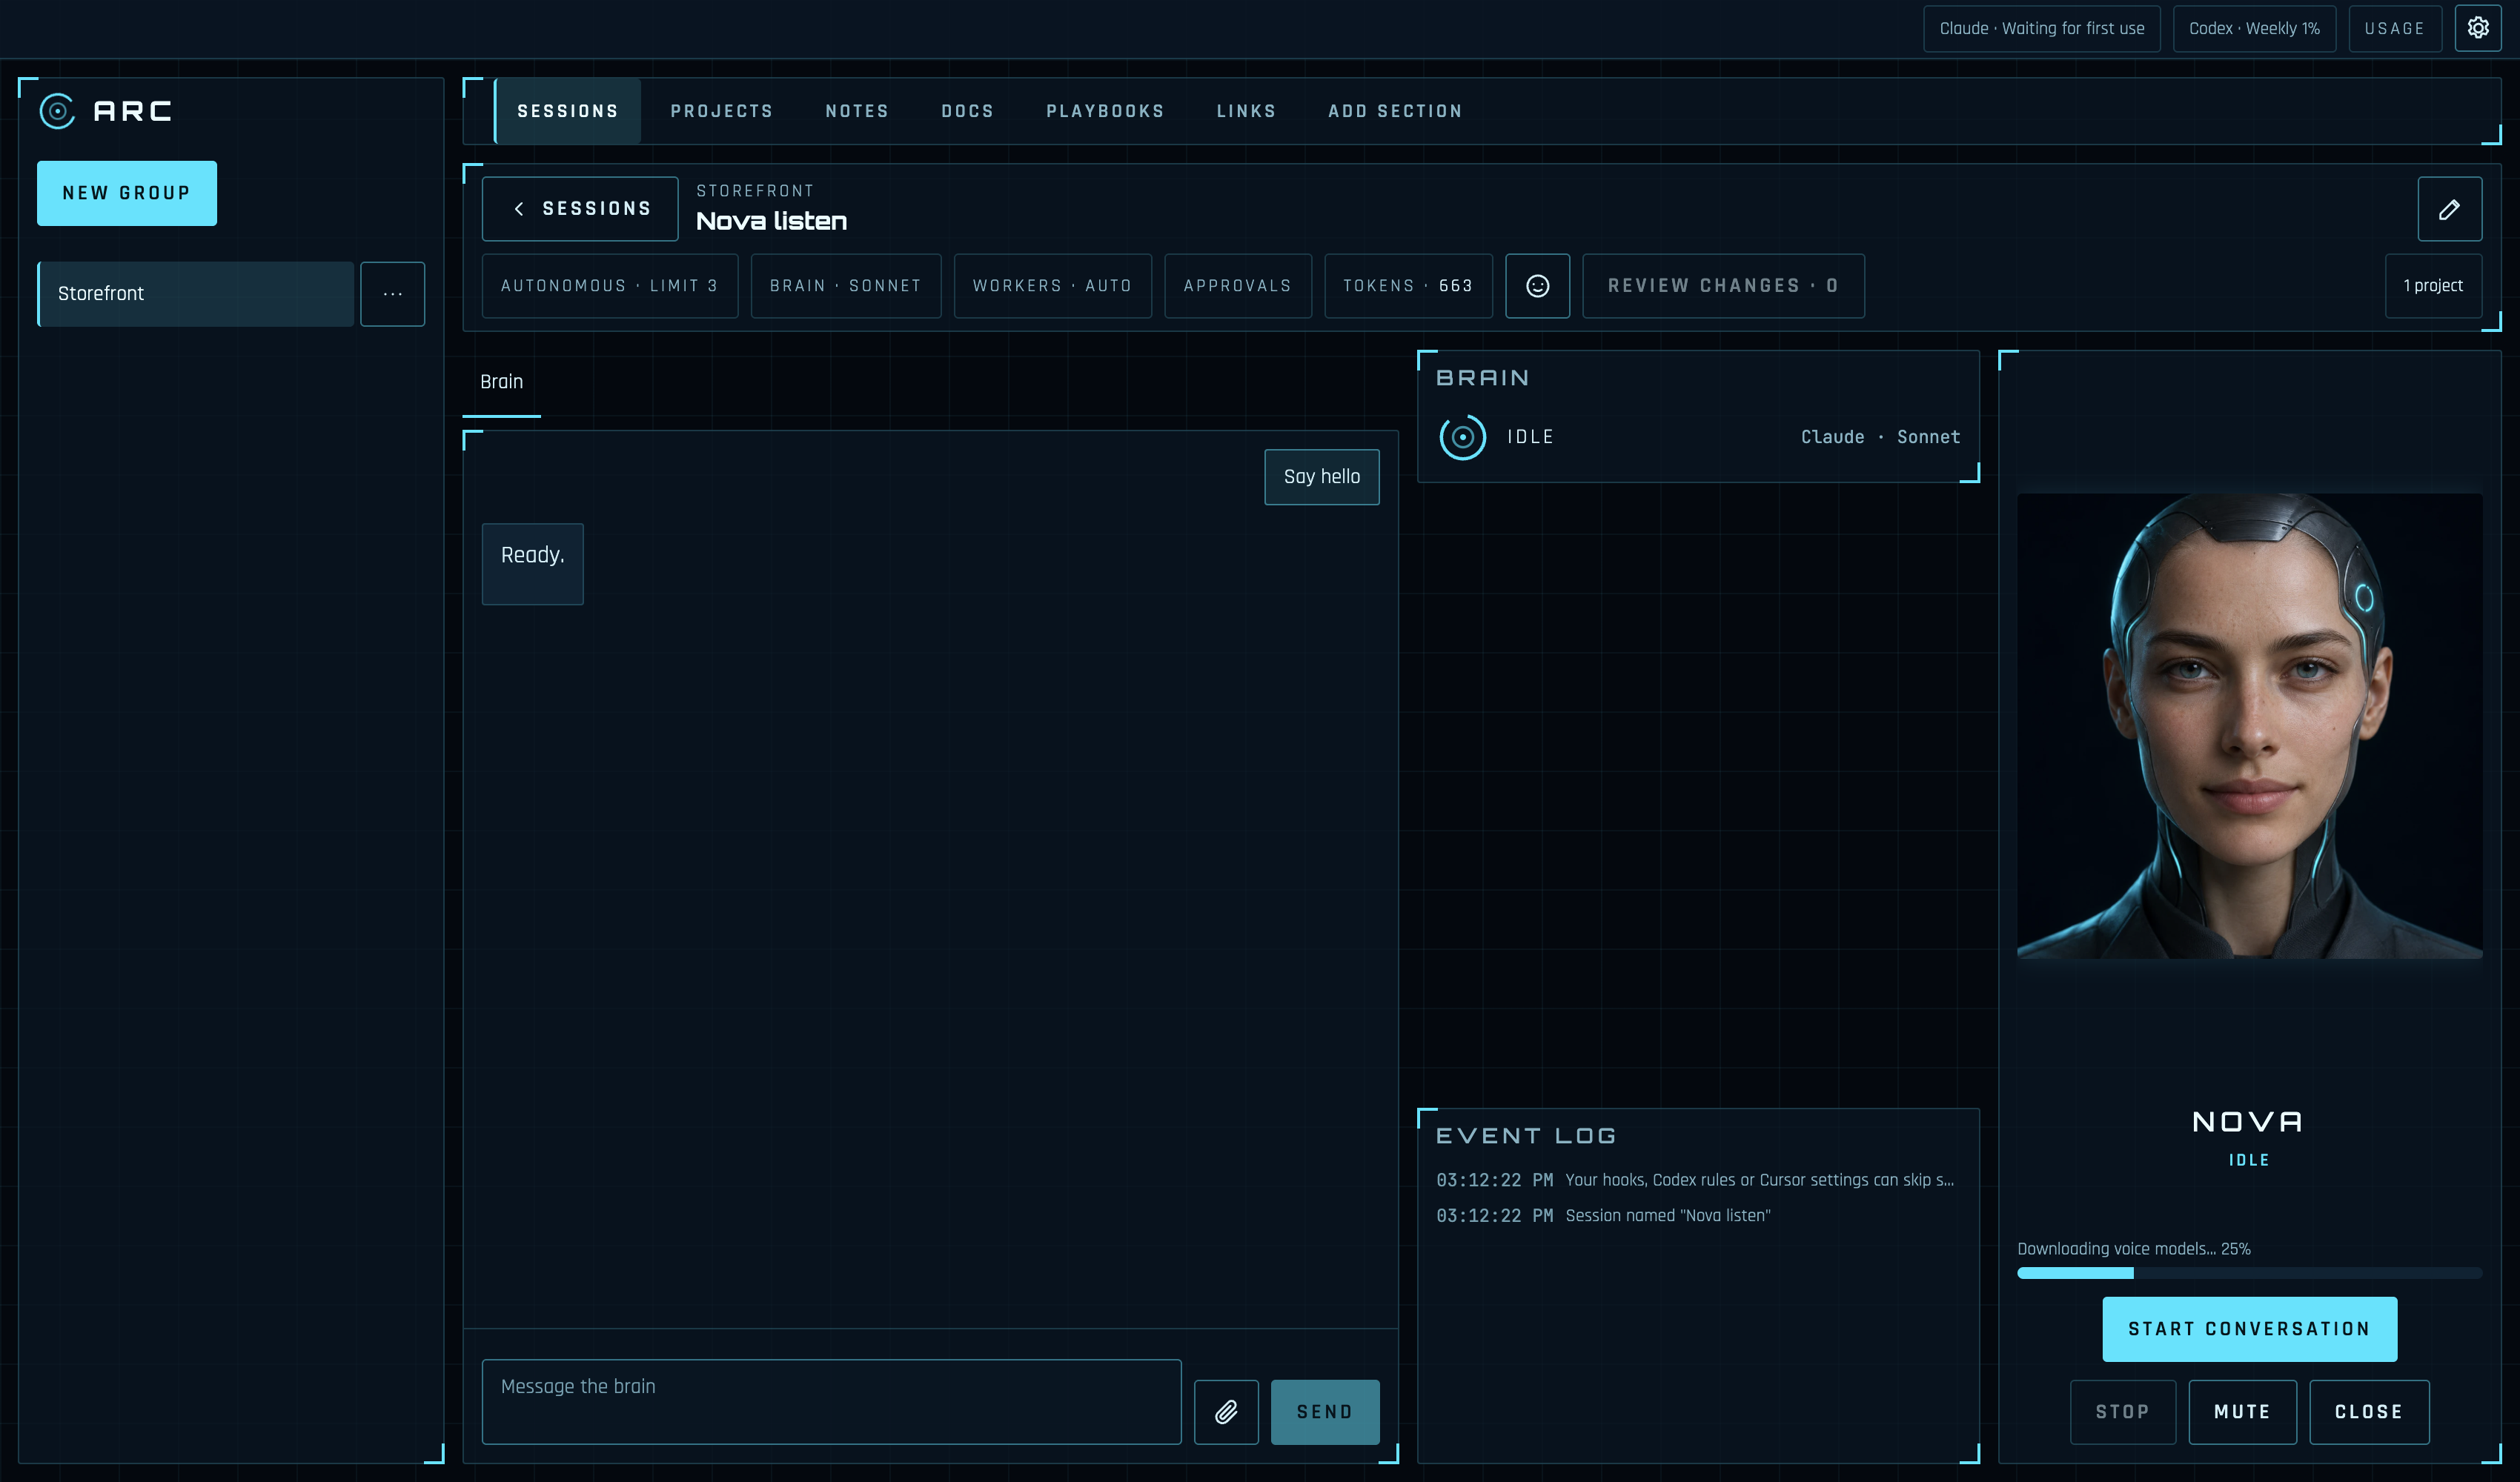 Claude · Waiting for first use
Codex · Weekly 1%
USAGE
ARC
NEW GROUP
Storefront
...
SESSIONS
PROJECTS
NOTES
DOCS
PLAYBOOKS
LINKS
ADD SECTION
SESSIONS
STOREFRONT
Nova listen
AUTONOMOUS · LIMIT 3
BRAIN · SONNET
WORKERS · AUTO
APPROVALS
TOKENS · 663
REVIEW CHANGES · 0
1 project
Brain
Say hello
Ready.
Message the brain
SEND
BRAIN
IDLE
Claude · Sonnet
EVENT LOG
03:12:22 PM Your hooks, Codex rules or Cursor settings can skip s...
03:12:22 PM Session named "Nova listen"
NOVA
IDLE
Downloading voice models... 25%
START CONVERSATION
STOP
MUTE
CLOSE